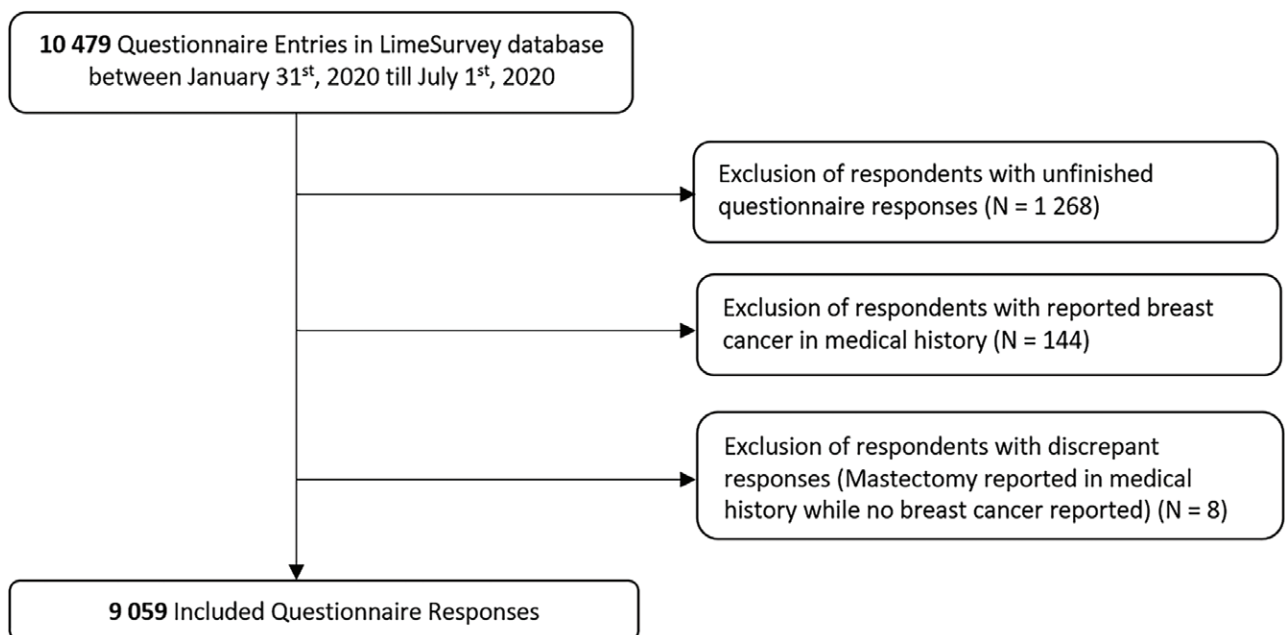 10 479 Questionnaire Entries in LimeSurvey database
between January 31st, 2020 till July 1st, 2020
Exclusion of respondents with unfinished
questionnaire responses (N = 1 268)
Exclusion of respondents with reported breast
cancer in medical history (N = 144)
Exclusion of respondents with discrepant
responses (Mastectomy reported in medical
history while no breast cancer reported) (N = 8)
9 059 Included Questionnaire Responses